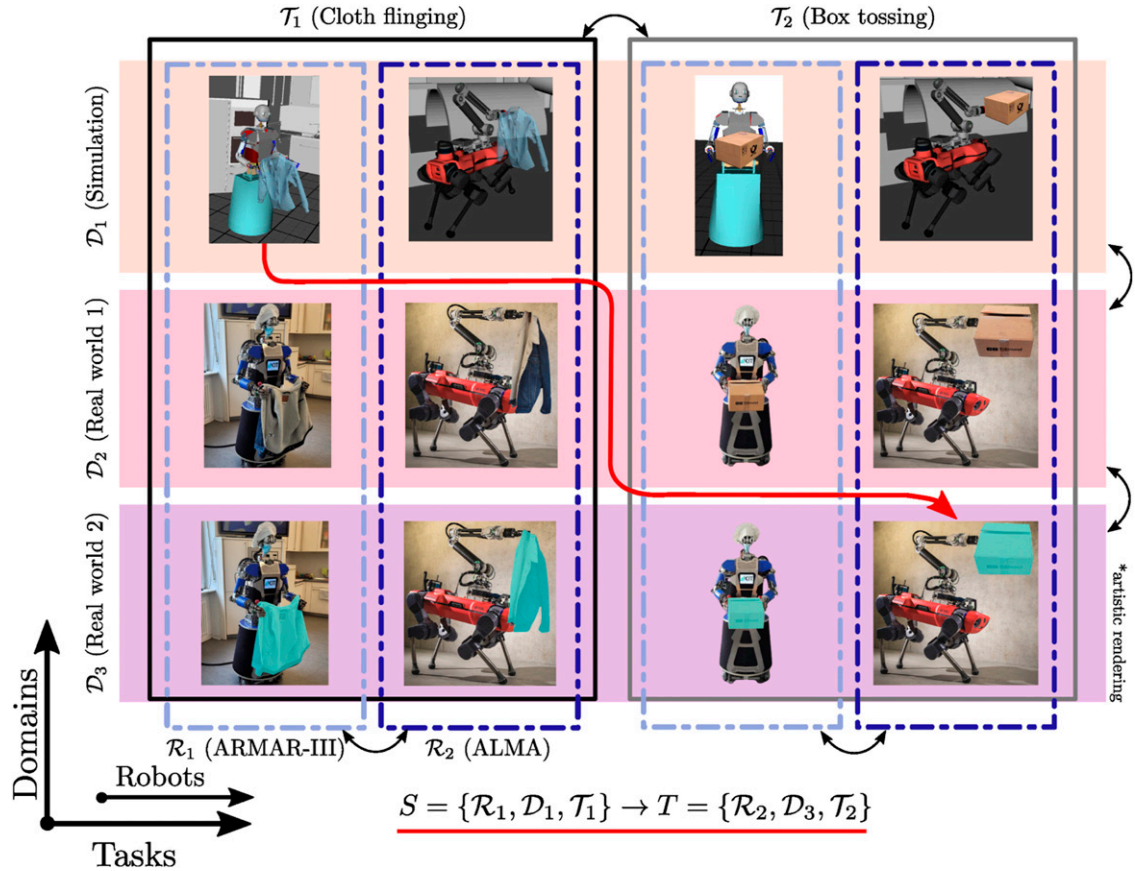 𝒯₁ (Cloth flinging)
𝒯₂ (Box tossing)
𝒟₁ (Simulation)
𝒟₂ (Real world 1)
𝒟₃ (Real world 2)
*artistic rendering
ℛ₁ (ARMAR-III)
ℛ₂ (ALMA)
Domains
Robots
Tasks
S = {ℛ₁, 𝒟₁, 𝒯₁} → T = {ℛ₂, 𝒟₃, 𝒯₂}